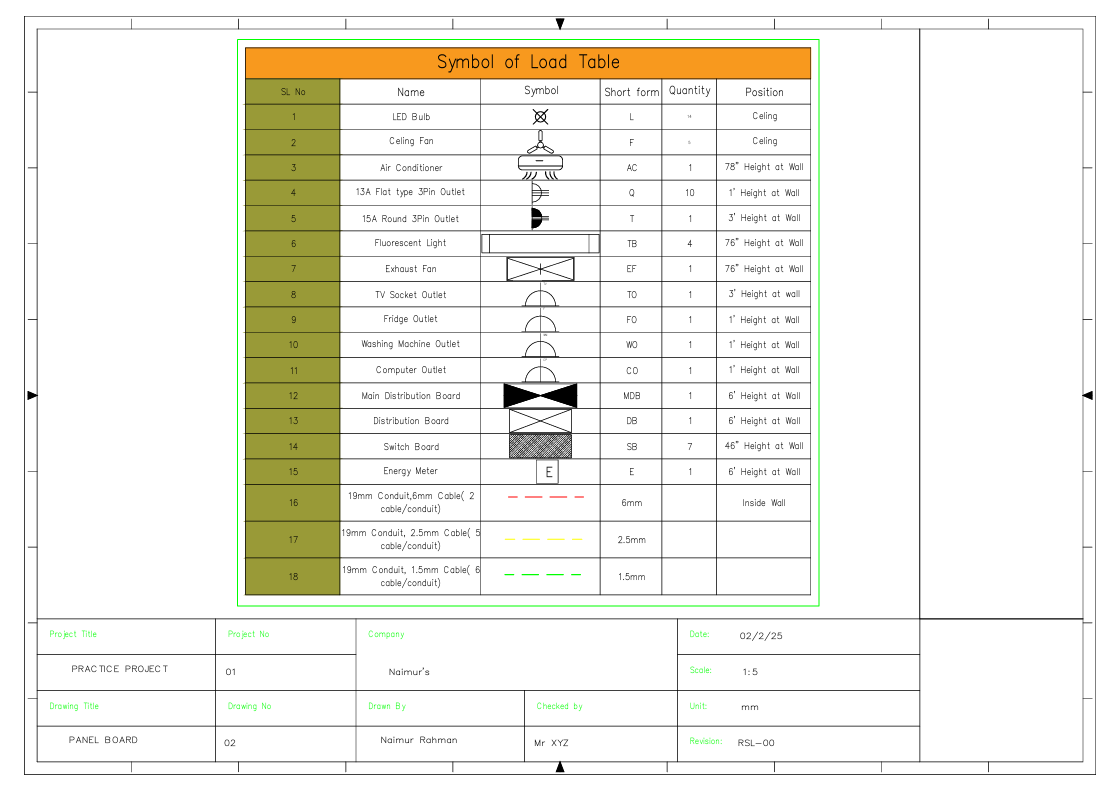 Symbol of Load Table
SL No Name Symbol Short form Quantity Position
1 LED Bulb L Celing
2 Celing Fan F Celing
3 Air Conditioner AC 1 78" Height at Wall
4 13A Flat type 3Pin Outlet Q 10 1' Height at Wall
5 15A Round 3Pin Outlet T 1 3' Height at Wall
6 Fluorescent Light TB 4 76" Height at Wall
7 Exhaust Fan EF 1 76" Height at Wall
8 TV Socket Outlet TO 1 3' Height at wall
9 Fridge Outlet FO 1 1' Height at Wall
10 Washing Machine Outlet WO 1 1' Height at Wall
11 Computer Outlet CO 1 1' Height at Wall
12 Main Distribution Board MDB 1 6' Height at Wall
13 Distribution Board DB 1 6' Height at Wall
14 Switch Board SB 7 46" Height at Wall
15 Energy Meter E E 1 6' Height at Wall
16 19mm Conduit,6mm Cable( 2
cable/conduit) 6mm Inside Wall
17 19mm Conduit, 2.5mm Cable( 5
cable/conduit) 2.5mm
18 19mm Conduit, 1.5mm Cable( 6
cable/conduit) 1.5mm
Project Title Project No Company Date: 02/2/25
PRACTICE PROJECT 01 Naimur's Scale: 1:5
Drawing Title Drawing No Drawn By Checked by Unit: mm
PANEL BOARD 02 Naimur Rahman Mr XYZ Revision: RSL-00